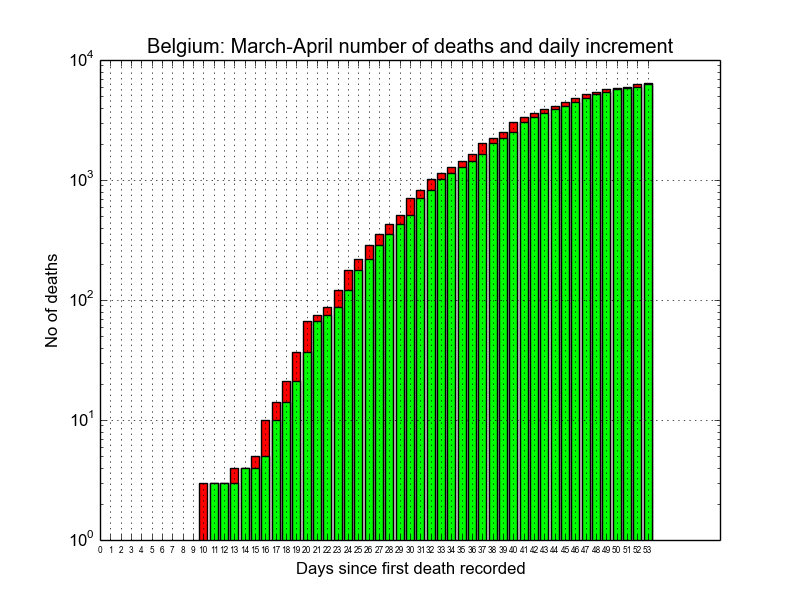 Belgium: March-April number of deaths and daily increment
10^4
10^3
10^2
10^1
10^0
No of deaths
0 1 2 3 4 5 6 7 8 9 10 11 12 13 14 15 16 17 18 19 20 21 22 23 24 25 26 27 28 29 30 31 32 33 34 35 36 37 38 39 40 41 42 43 44 45 46 47 48 49 50 51 52 53
Days since first death recorded